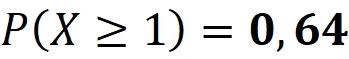 P(X ≥ 1) = 0,64